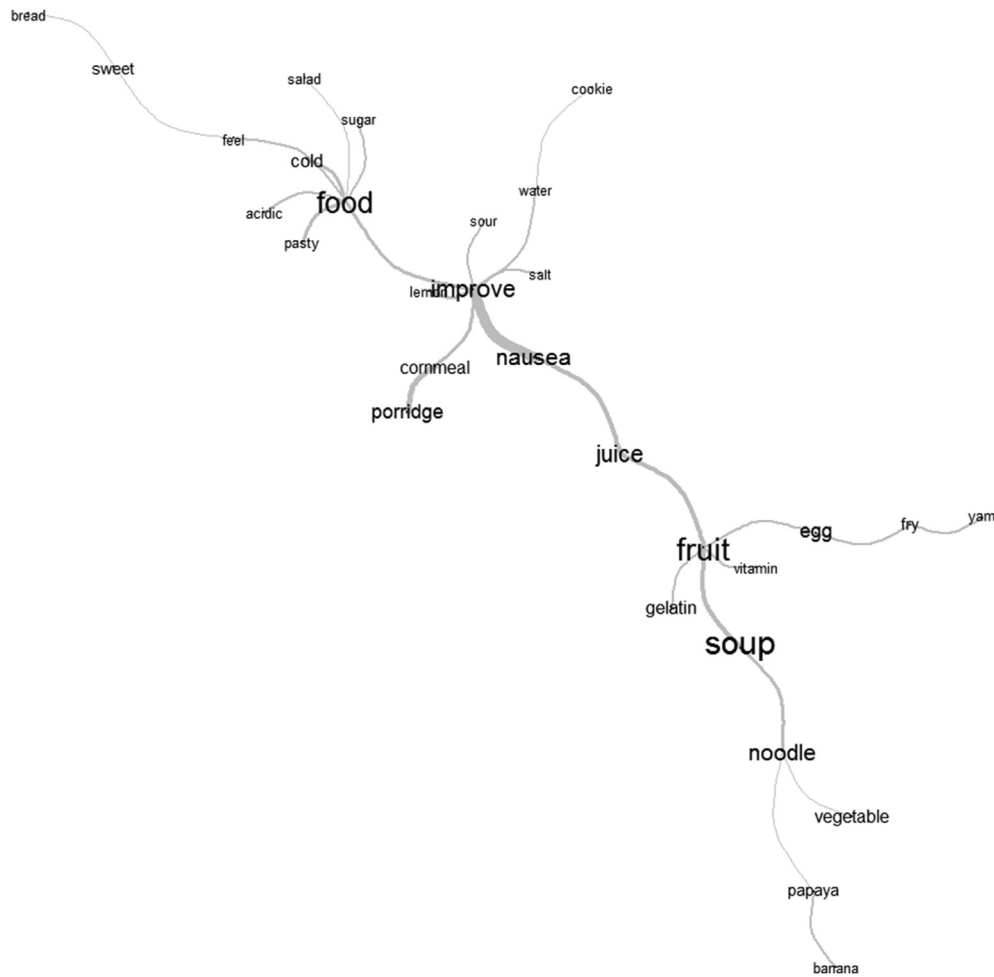 bread
sweet
salad
cookie
sugar
feel
cold
water
food
acidic
sour
pasty
salt
improve
lemon
nausea
cornmeal
porridge
juice
yam
fry
egg
fruit
vitamin
gelatin
soup
noodle
vegetable
papaya
banana